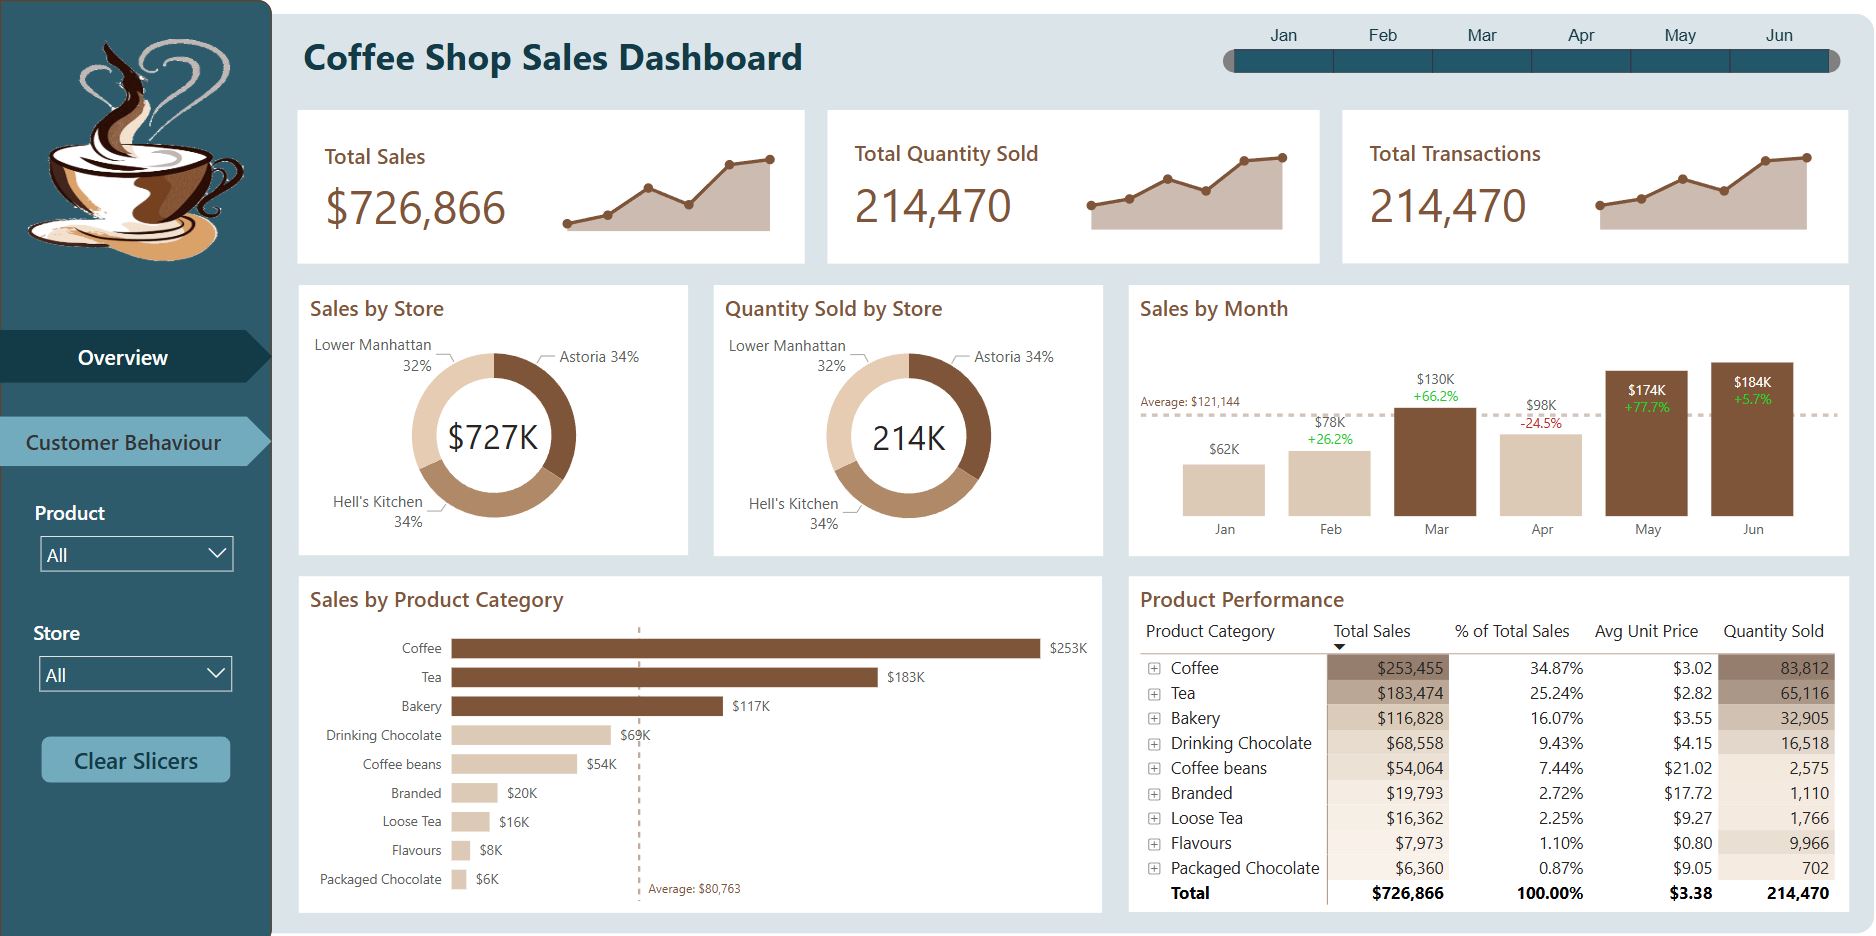 Coffee Shop Sales Dashboard
Jan Feb Mar Apr May Jun
Total Sales
$726,866
Total Quantity Sold
214,470
Total Transactions
214,470
Overview
Customer Behaviour
Product
All
Store
All
Clear Slicers
Sales by Store
Lower Manhattan
32%
Astoria 34%
$727K
Hell's Kitchen
34%
Quantity Sold by Store
Lower Manhattan
32%
Astoria 34%
214K
Hell's Kitchen
34%
Sales by Month
Average: $121,144
$62K
$78K
+26.2%
$130K
+66.2%
$98K
-24.5%
$174K
+77.7%
$184K
+5.7%
Jan Feb Mar Apr May Jun
Sales by Product Category
Coffee $253K
Tea $183K
Bakery $117K
Drinking Chocolate $69K
Coffee beans $54K
Branded $20K
Loose Tea $16K
Flavours $8K
Packaged Chocolate $6K
Average: $80,763
Product Performance
Product Category Total Sales % of Total Sales Avg Unit Price Quantity Sold
Coffee $253,455 34.87% $3.02 83,812
Tea $183,474 25.24% $2.82 65,116
Bakery $116,828 16.07% $3.55 32,905
Drinking Chocolate $68,558 9.43% $4.15 16,518
Coffee beans $54,064 7.44% $21.02 2,575
Branded $19,793 2.72% $17.72 1,110
Loose Tea $16,362 2.25% $9.27 1,766
Flavours $7,973 1.10% $0.80 9,966
Packaged Chocolate $6,360 0.87% $9.05 702
Total $726,866 100.00% $3.38 214,470